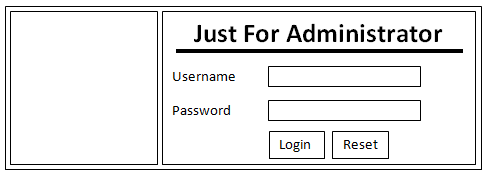 Just For Administrator
Username
Password
Login Reset